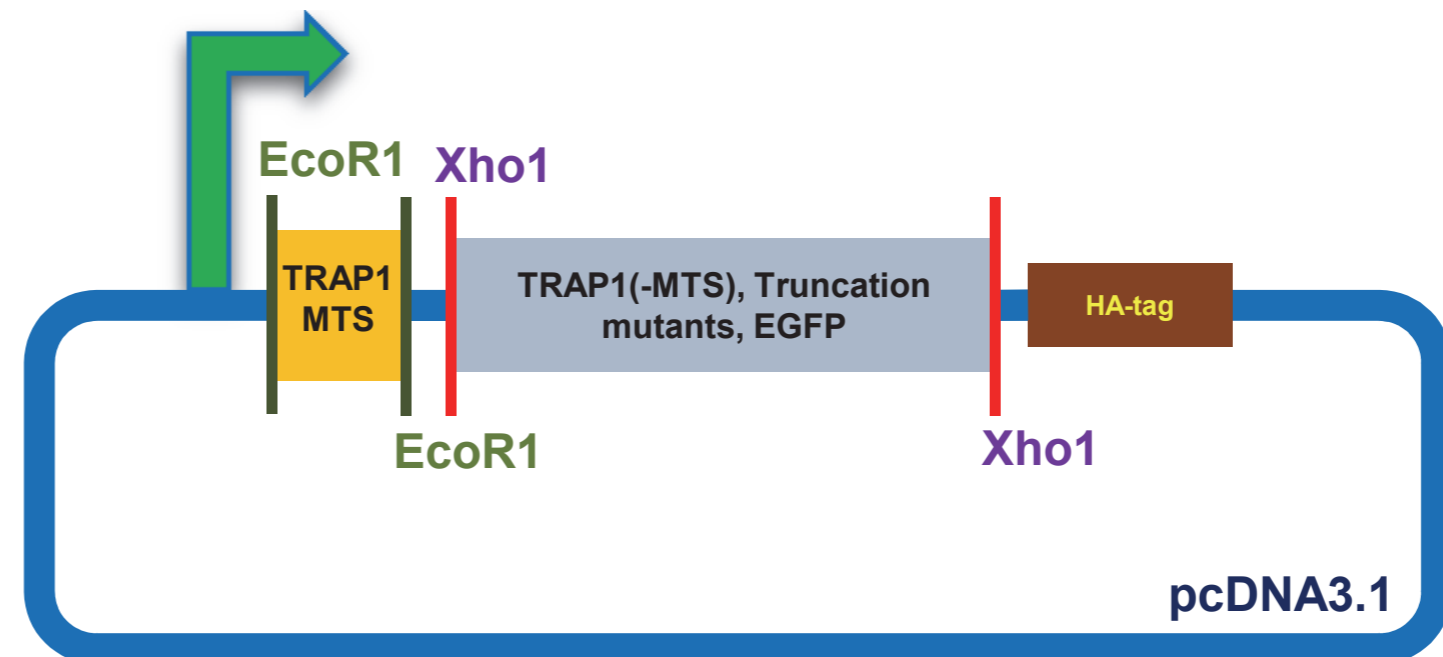 EcoR1
Xho1
TRAP1
MTS
TRAP1(-MTS), Truncation
mutants, EGFP
HA-tag
EcoR1
Xho1
pcDNA3.1